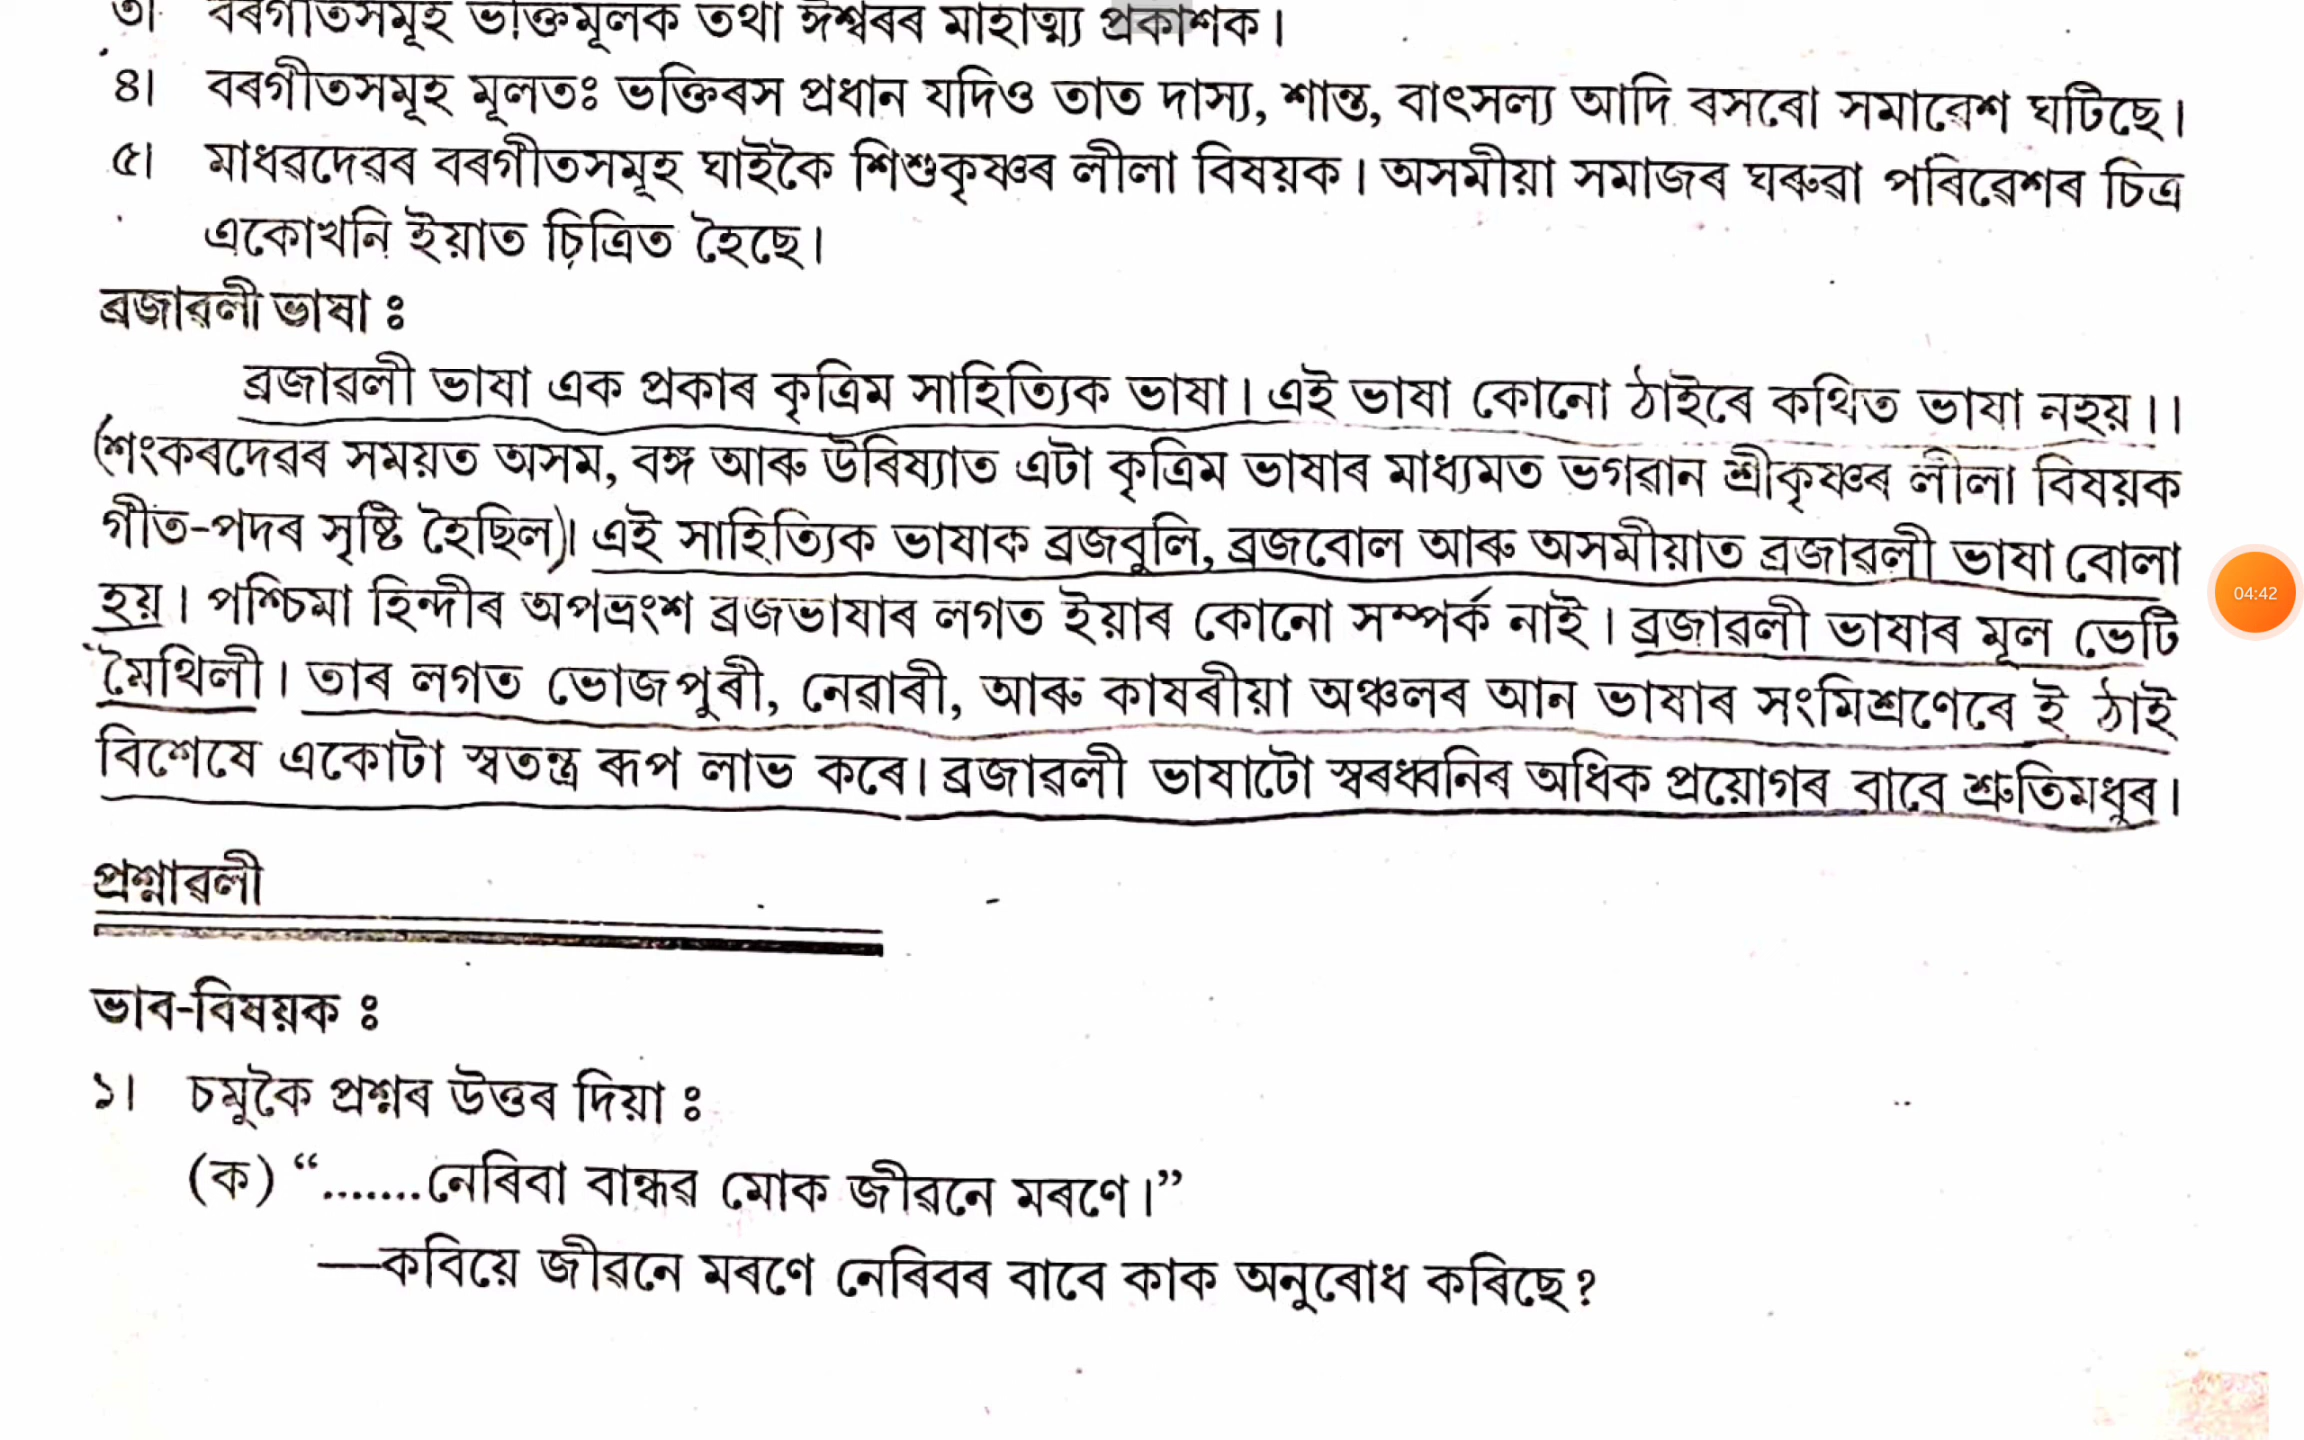 ৩। বৰগীতসমূহ ভক্তিমূলক তথা ঈশ্বৰৰ মাহাত্ম্য প্ৰকাশক।
৪। বৰগীতসমূহ মূলতঃ ভক্তিৰস প্ৰধান যদিও তাত দাস্য, শান্ত, বাৎসল্য আদি ৰসৰো সমাৱেশ ঘটিছে।
৫। মাধৱদেৱৰ বৰগীতসমূহ ঘাইকৈ শিশুকৃষ্ণৰ লীলা বিষয়ক। অসমীয়া সমাজৰ ঘৰুৱা পৰিৱেশৰ চিত্ৰ
একোখনি ইয়াত চিত্ৰিত হৈছে।
ব্ৰজাৱলী ভাষা ঃ
ব্ৰজাৱলী ভাষা এক প্ৰকাৰ কৃত্ৰিম সাহিত্যিক ভাষা। এই ভাষা কোনো ঠাইৰে কথিত ভাষা নহয়।।
(শংকৰদেৱৰ সময়ত অসম, বঙ্গ আৰু উৰিষ্যাত এটা কৃত্ৰিম ভাষাৰ মাধ্যমত ভগৱান শ্ৰীকৃষ্ণৰ লীলা বিষয়ক
গীত-পদৰ সৃষ্টি হৈছিল)। এই সাহিত্যিক ভাষাক ব্ৰজবুলি, ব্ৰজবোল আৰু অসমীয়াত ব্ৰজাৱলী ভাষা বোলা
হয়। পশ্চিমা হিন্দীৰ অপভ্ৰংশ ব্ৰজভাষাৰ লগত ইয়াৰ কোনো সম্পৰ্ক নাই। ব্ৰজাৱলী ভাষাৰ মূল ভেটি
মৈথিলী। তাৰ লগত ভোজপুৰী, নেৱাৰী, আৰু কাষৰীয়া অঞ্চলৰ আন ভাষাৰ সংমিশ্ৰণেৰে ই ঠাই
বিশেষে একোটা স্বতন্ত্ৰ ৰূপ লাভ কৰে। ব্ৰজাৱলী ভাষাটো স্বৰধ্বনিৰ অধিক প্ৰয়োগৰ বাবে শ্ৰুতিমধুৰ।
04:42
প্ৰশ্নাৱলী
ভাব-বিষয়ক ঃ
১। চমুকৈ প্ৰশ্নৰ উত্তৰ দিয়া ঃ
(ক) “.......নেৰিবা বান্ধৱ মোক জীৱনে মৰণে।”
—কবিয়ে জীৱনে মৰণে নেৰিবৰ বাবে কাক অনুৰোধ কৰিছে?